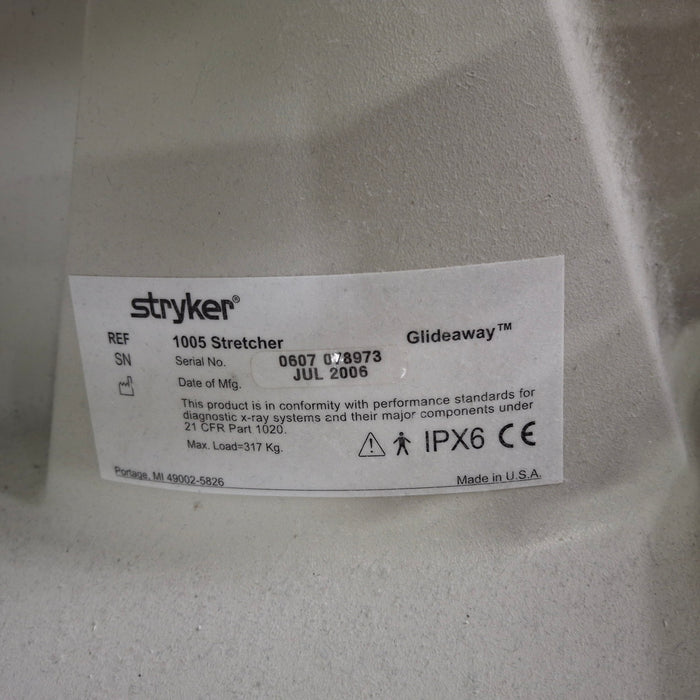 stryker®
REF 1005 Stretcher Glideaway™
SN Serial No. 0607 078973
Date of Mfg. JUL 2006
This product is in conformity with performance standards for
diagnostic x-ray systems and their major components under
21 CFR Part 1020.
Max. Load=317 Kg. IPX6 CE
Portage, MI 49002-5826 Made in U.S.A.